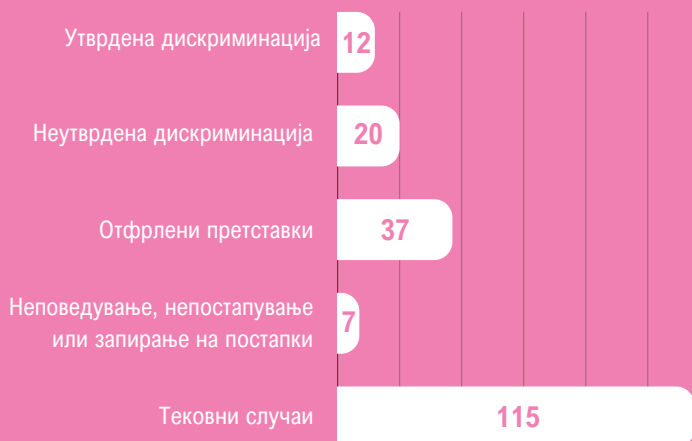 Утврдена дискриминација
12
Неутврдена дискриминација
20
Отфрлени претставки
37
Неповедување, непостапување
или запирање на постапки
7
Тековни случаи
115